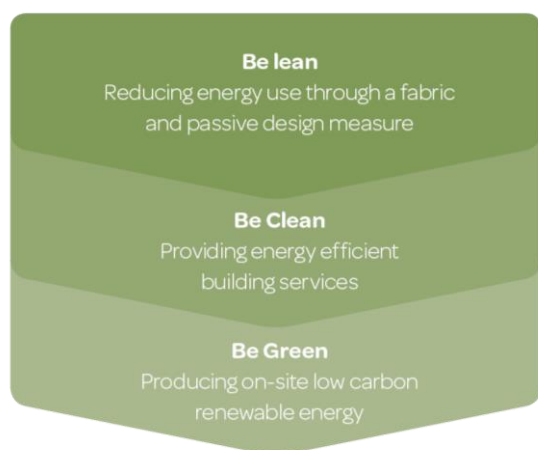 Be lean
Reducing energy use through a fabric
and passive design measure
Be Clean
Providing energy efficient
building services
Be Green
Producing on-site low carbon
renewable energy